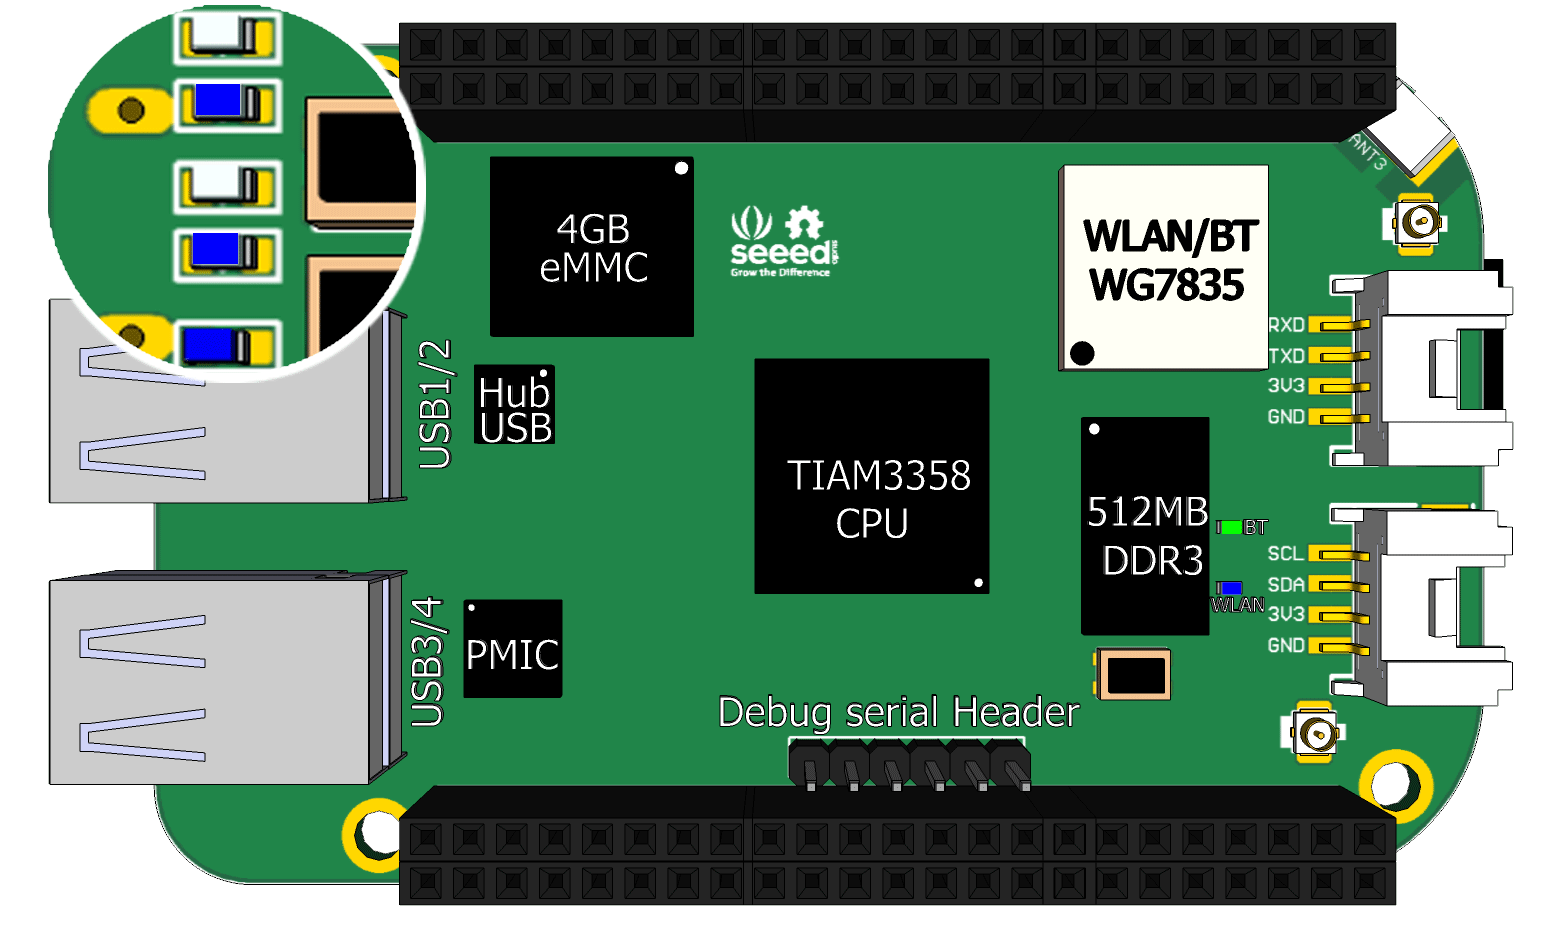 4GB
eMMC
seeed
studio
Grow the Difference
ANT3
WLAN/BT
WG7835
RXD
TXD
3V3
GND
USB1/2
Hub
USB
TIAM3358
CPU
512MB
DDR3
BT
WLAN
SCL
SDA
3V3
GND
USB3/4
PMIC
Debug serial Header